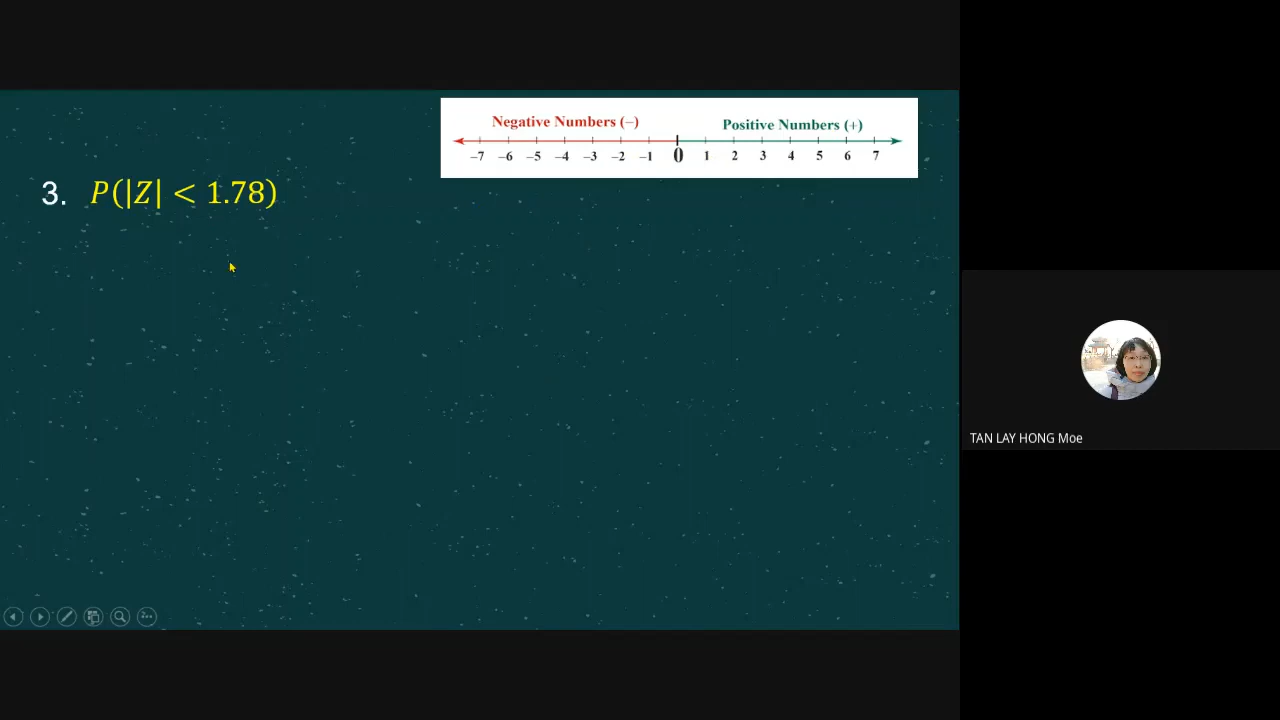 Negative Numbers (–) Positive Numbers (+)
–7 –6 –5 –4 –3 –2 –1 0 1 2 3 4 5 6 7
3. P(|Z| < 1.78)
TAN LAY HONG Moe